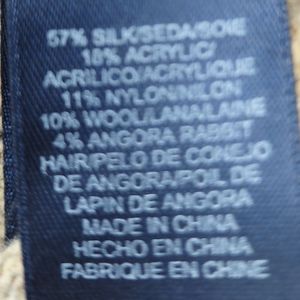 57% SILK/SEDA/SOIE
18% ACRYLIC/
ACRILICO/ACRYLIQUE
11% NYLON/NILON
10% WOOL/LANA/LAINE
4% ANGORA RABBIT
HAIR/PELO DE CONEJO
DE ANGORA/POIL DE
LAPIN DE ANGORA
MADE IN CHINA
HECHO EN CHINA
FABRIQUE EN CHINE